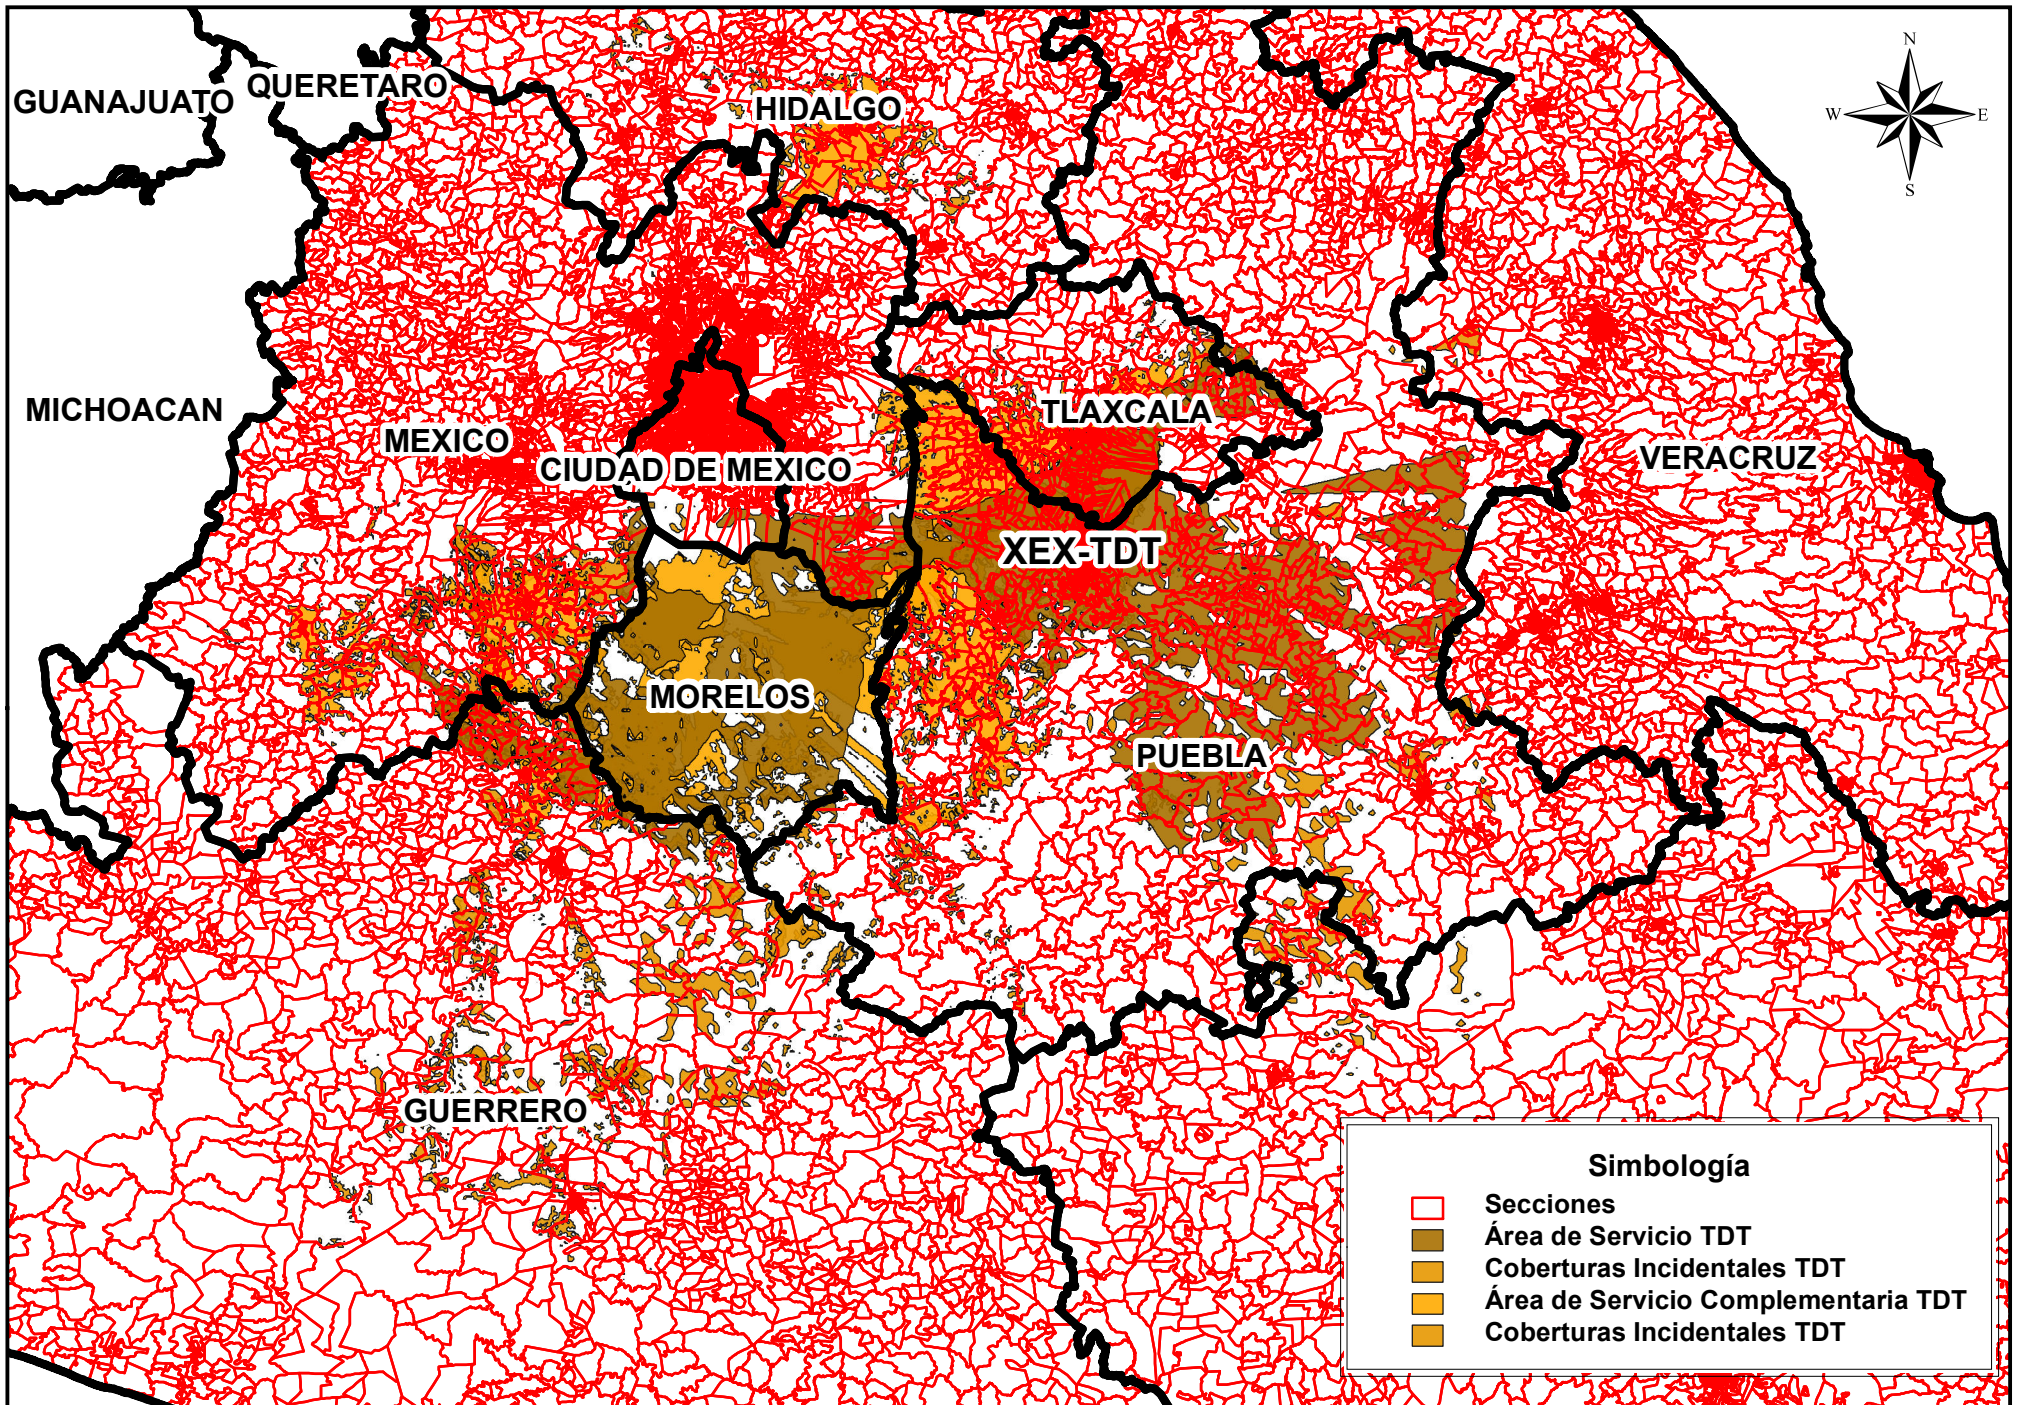 N
W E
S
GUANAJUATO
QUERETARO
HIDALGO
MICHOACAN
MEXICO
TLAXCALA
CIUDAD DE MEXICO
VERACRUZ
XEX-TDT
MORELOS
PUEBLA
GUERRERO
Simbología
Secciones
Área de Servicio TDT
Coberturas Incidentales TDT
Área de Servicio Complementaria TDT
Coberturas Incidentales TDT